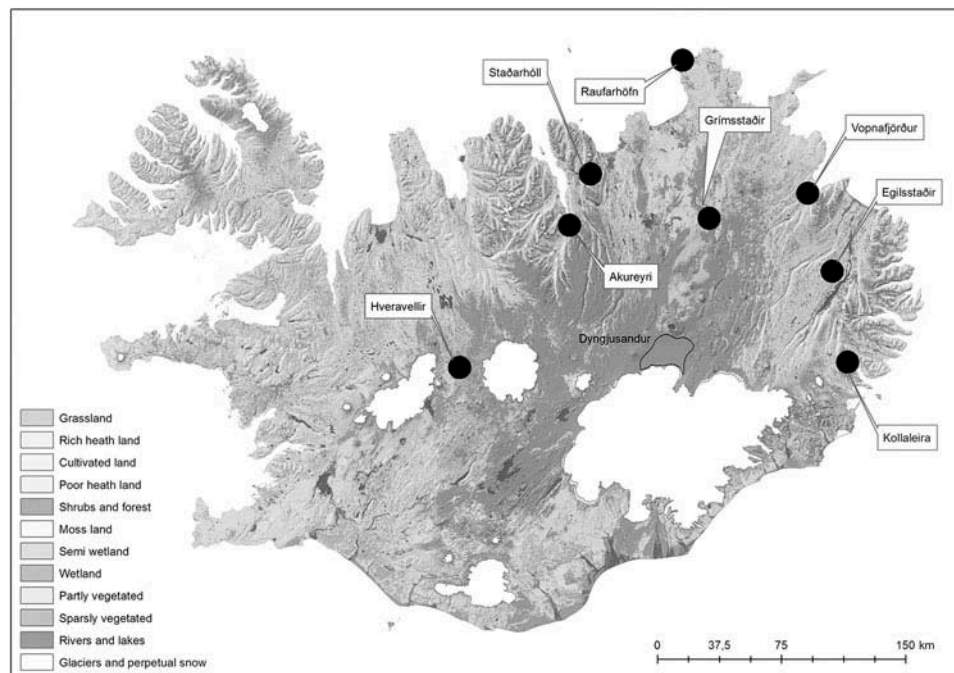 Staðarhóll
Raufarhöfn
Grímsstaðir
Vopnafjörður
Egilsstaðir
Akureyri
Hveravellir
Dyngjusandur
Kollaleira
Grassland
Rich heath land
Cultivated land
Poor heath land
Shrubs and forest
Moss land
Semi wetland
Wetland
Partly vegetated
Sparsly vegetated
Rivers and lakes
Glaciers and perpetual snow
0 37,5 75 150 km